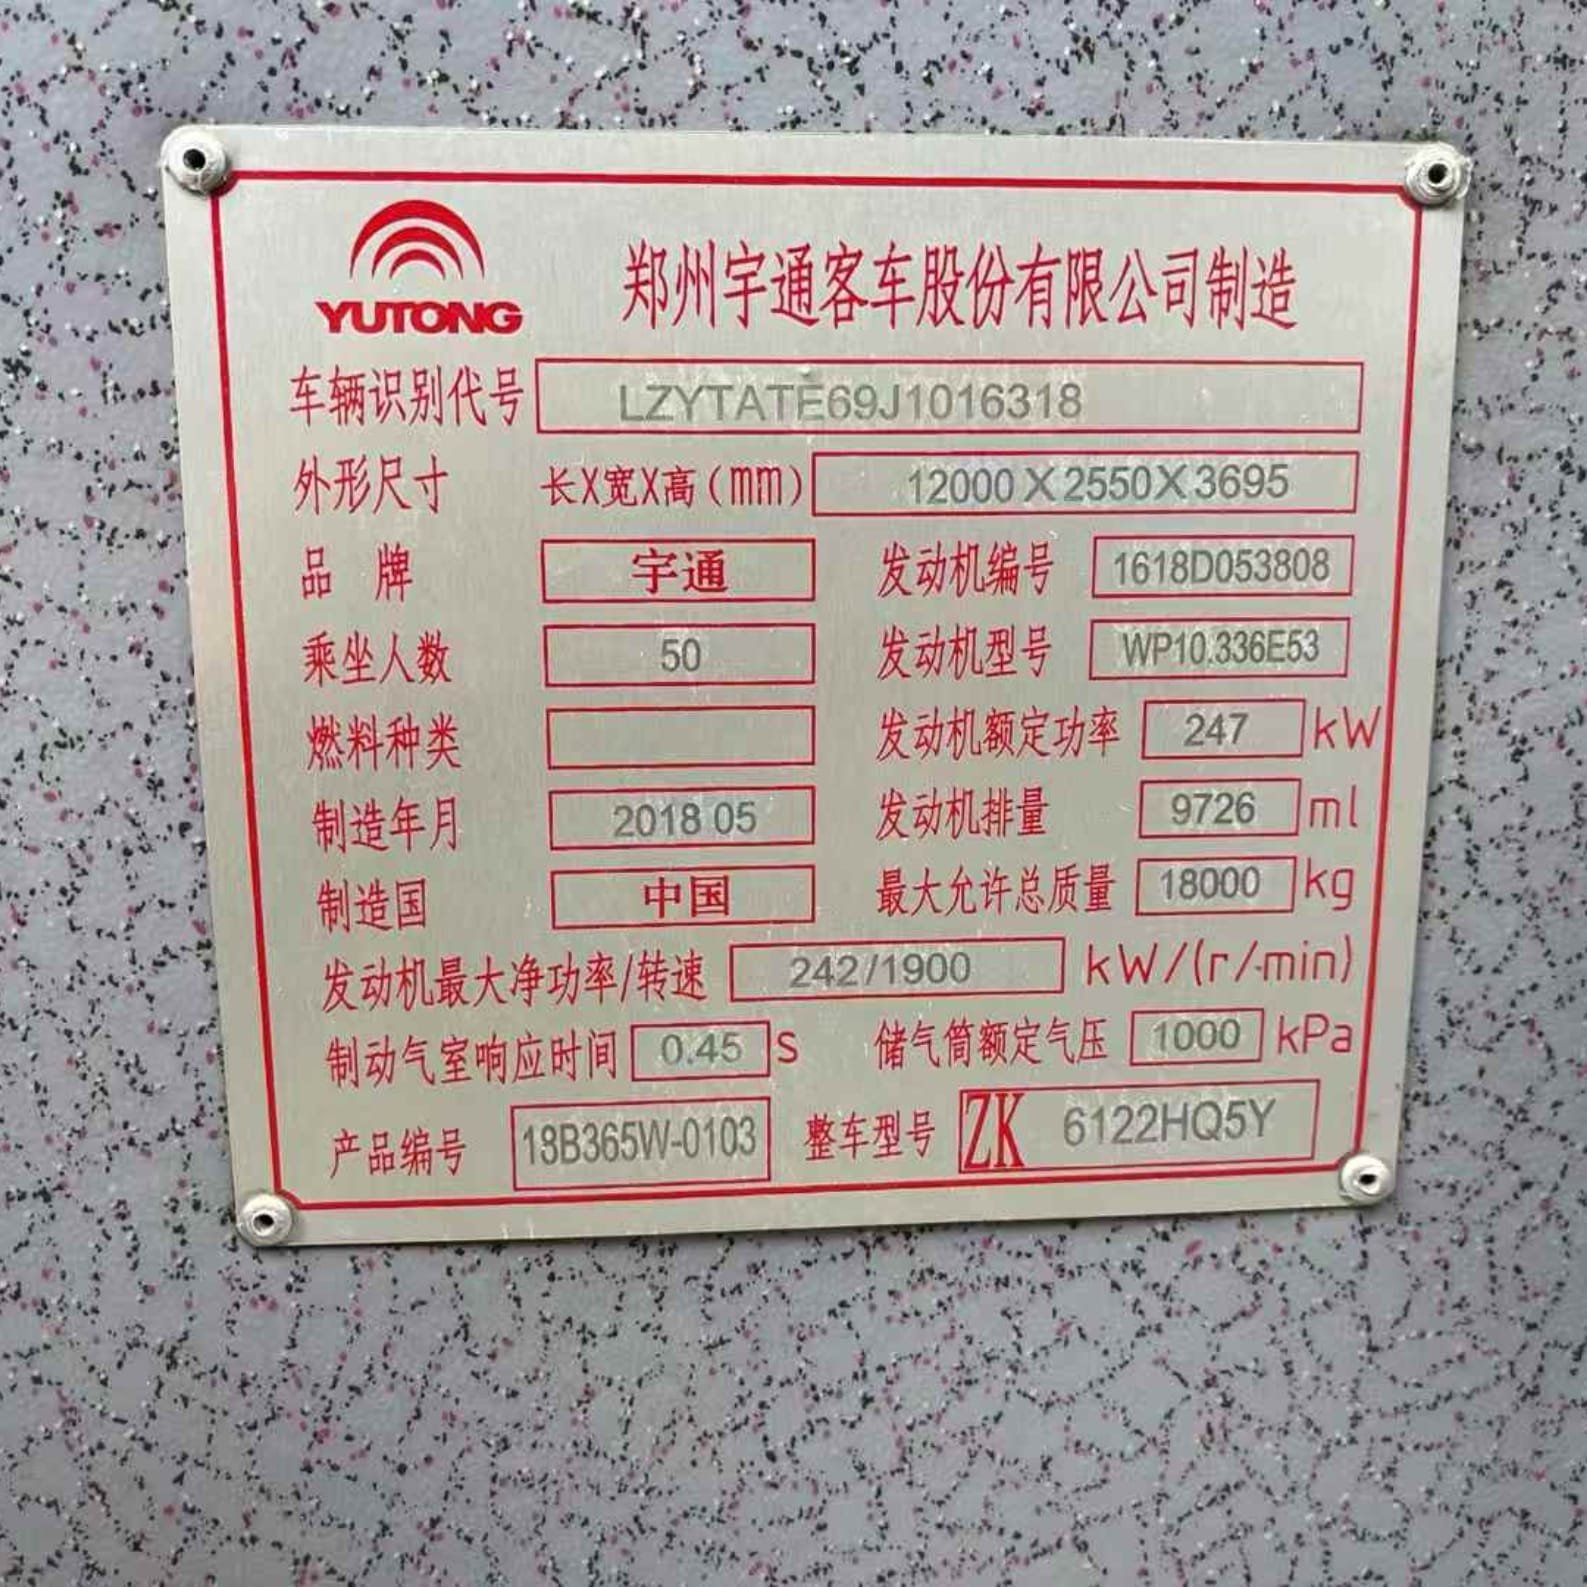 YUTONG 郑州宇通客车股份有限公司制造
车辆识别代号 LZYTATE69J1016318
外形尺寸 长X宽X高(mm) 12000X2550X3695
品 牌 宇通 发动机编号 1618D053808
乘坐人数 50 发动机型号 WP10.336E53
燃料种类 发动机额定功率 247 kW
制造年月 2018 05 发动机排量 9726 ml
制造国 中国 最大允许总质量 18000 kg
发动机最大净功率/转速 242/1900 kW/(r/min)
制动气室响应时间 0.45 S 储气筒额定气压 1000 kPa
产品编号 18B365W-0103 整车型号 ZK 6122HQ5Y